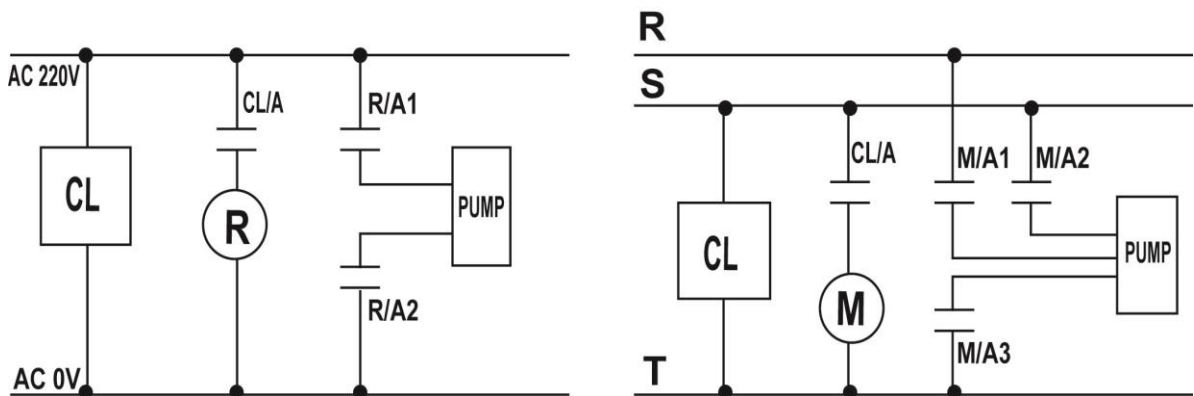 AC 220V
CL
CL/A
R
R/A1
R/A2
PUMP
AC 0V
R
S
T
CL
CL/A
M
M/A1
M/A2
M/A3
PUMP